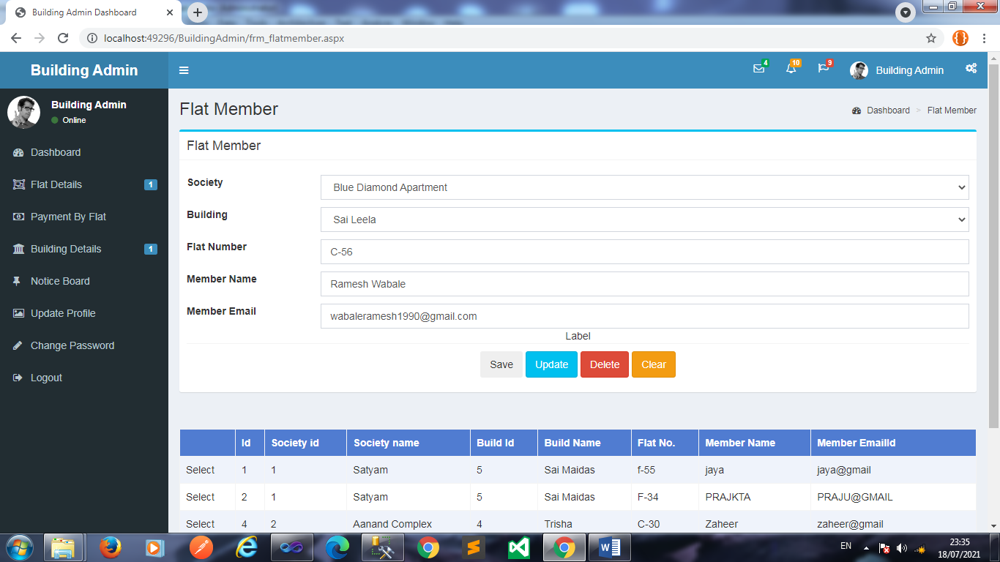 Building Admin Dashboard
localhost:49296/BuildingAdmin/frm_flatmember.aspx
Building Admin
4
10
9
Building Admin
Building Admin
Online
Flat Member
Dashboard > Flat Member
Dashboard
Flat Details 1
Payment By Flat
Building Details 1
Notice Board
Update Profile
Change Password
Logout
Flat Member
Society Blue Diamond Apartment
Building Sai Leela
Flat Number C-56
Member Name Ramesh Wabale
Member Email wabaleramesh1990@gmail.com
Label
Save Update Delete Clear
Id Society id Society name Build Id Build Name Flat No. Member Name Member EmailId
Select 1 1 Satyam 5 Sai Maidas f-55 jaya jaya@gmail
Select 2 1 Satyam 5 Sai Maidas F-34 PRAJKTA PRAJU@GMAIL
Select 4 2 Aanand Complex 4 Trisha C-30 Zaheer zaheer@gmail
EN
23:35
18/07/2021